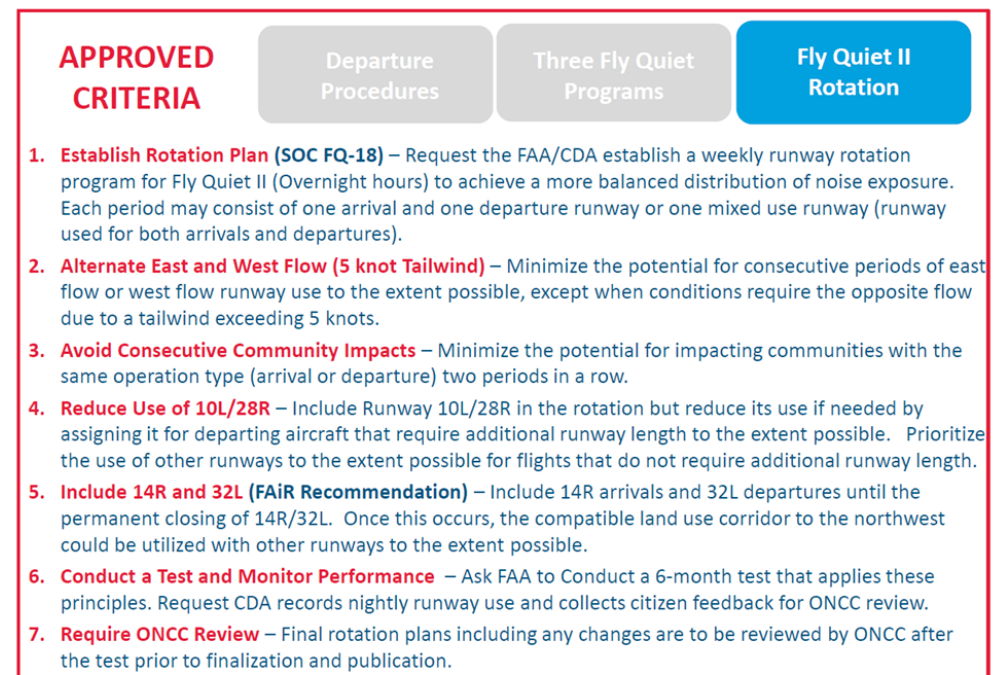 APPROVED
CRITERIA
Departure
Procedures
Three Fly Quiet
Programs
Fly Quiet II
Rotation
1. Establish Rotation Plan (SOC FQ-18) – Request the FAA/CDA establish a weekly runway rotation
program for Fly Quiet II (Overnight hours) to achieve a more balanced distribution of noise exposure.
Each period may consist of one arrival and one departure runway or one mixed use runway (runway
used for both arrivals and departures).
2. Alternate East and West Flow (5 knot Tailwind) – Minimize the potential for consecutive periods of east
flow or west flow runway use to the extent possible, except when conditions require the opposite flow
due to a tailwind exceeding 5 knots.
3. Avoid Consecutive Community Impacts – Minimize the potential for impacting communities with the
same operation type (arrival or departure) two periods in a row.
4. Reduce Use of 10L/28R – Include Runway 10L/28R in the rotation but reduce its use if needed by
assigning it for departing aircraft that require additional runway length to the extent possible. Prioritize
the use of other runways to the extent possible for flights that do not require additional runway length.
5. Include 14R and 32L (FAiR Recommendation) – Include 14R arrivals and 32L departures until the
permanent closing of 14R/32L. Once this occurs, the compatible land use corridor to the northwest
could be utilized with other runways to the extent possible.
6. Conduct a Test and Monitor Performance – Ask FAA to Conduct a 6-month test that applies these
principles. Request CDA records nightly runway use and collects citizen feedback for ONCC review.
7. Require ONCC Review – Final rotation plans including any changes are to be reviewed by ONCC after
the test prior to finalization and publication.